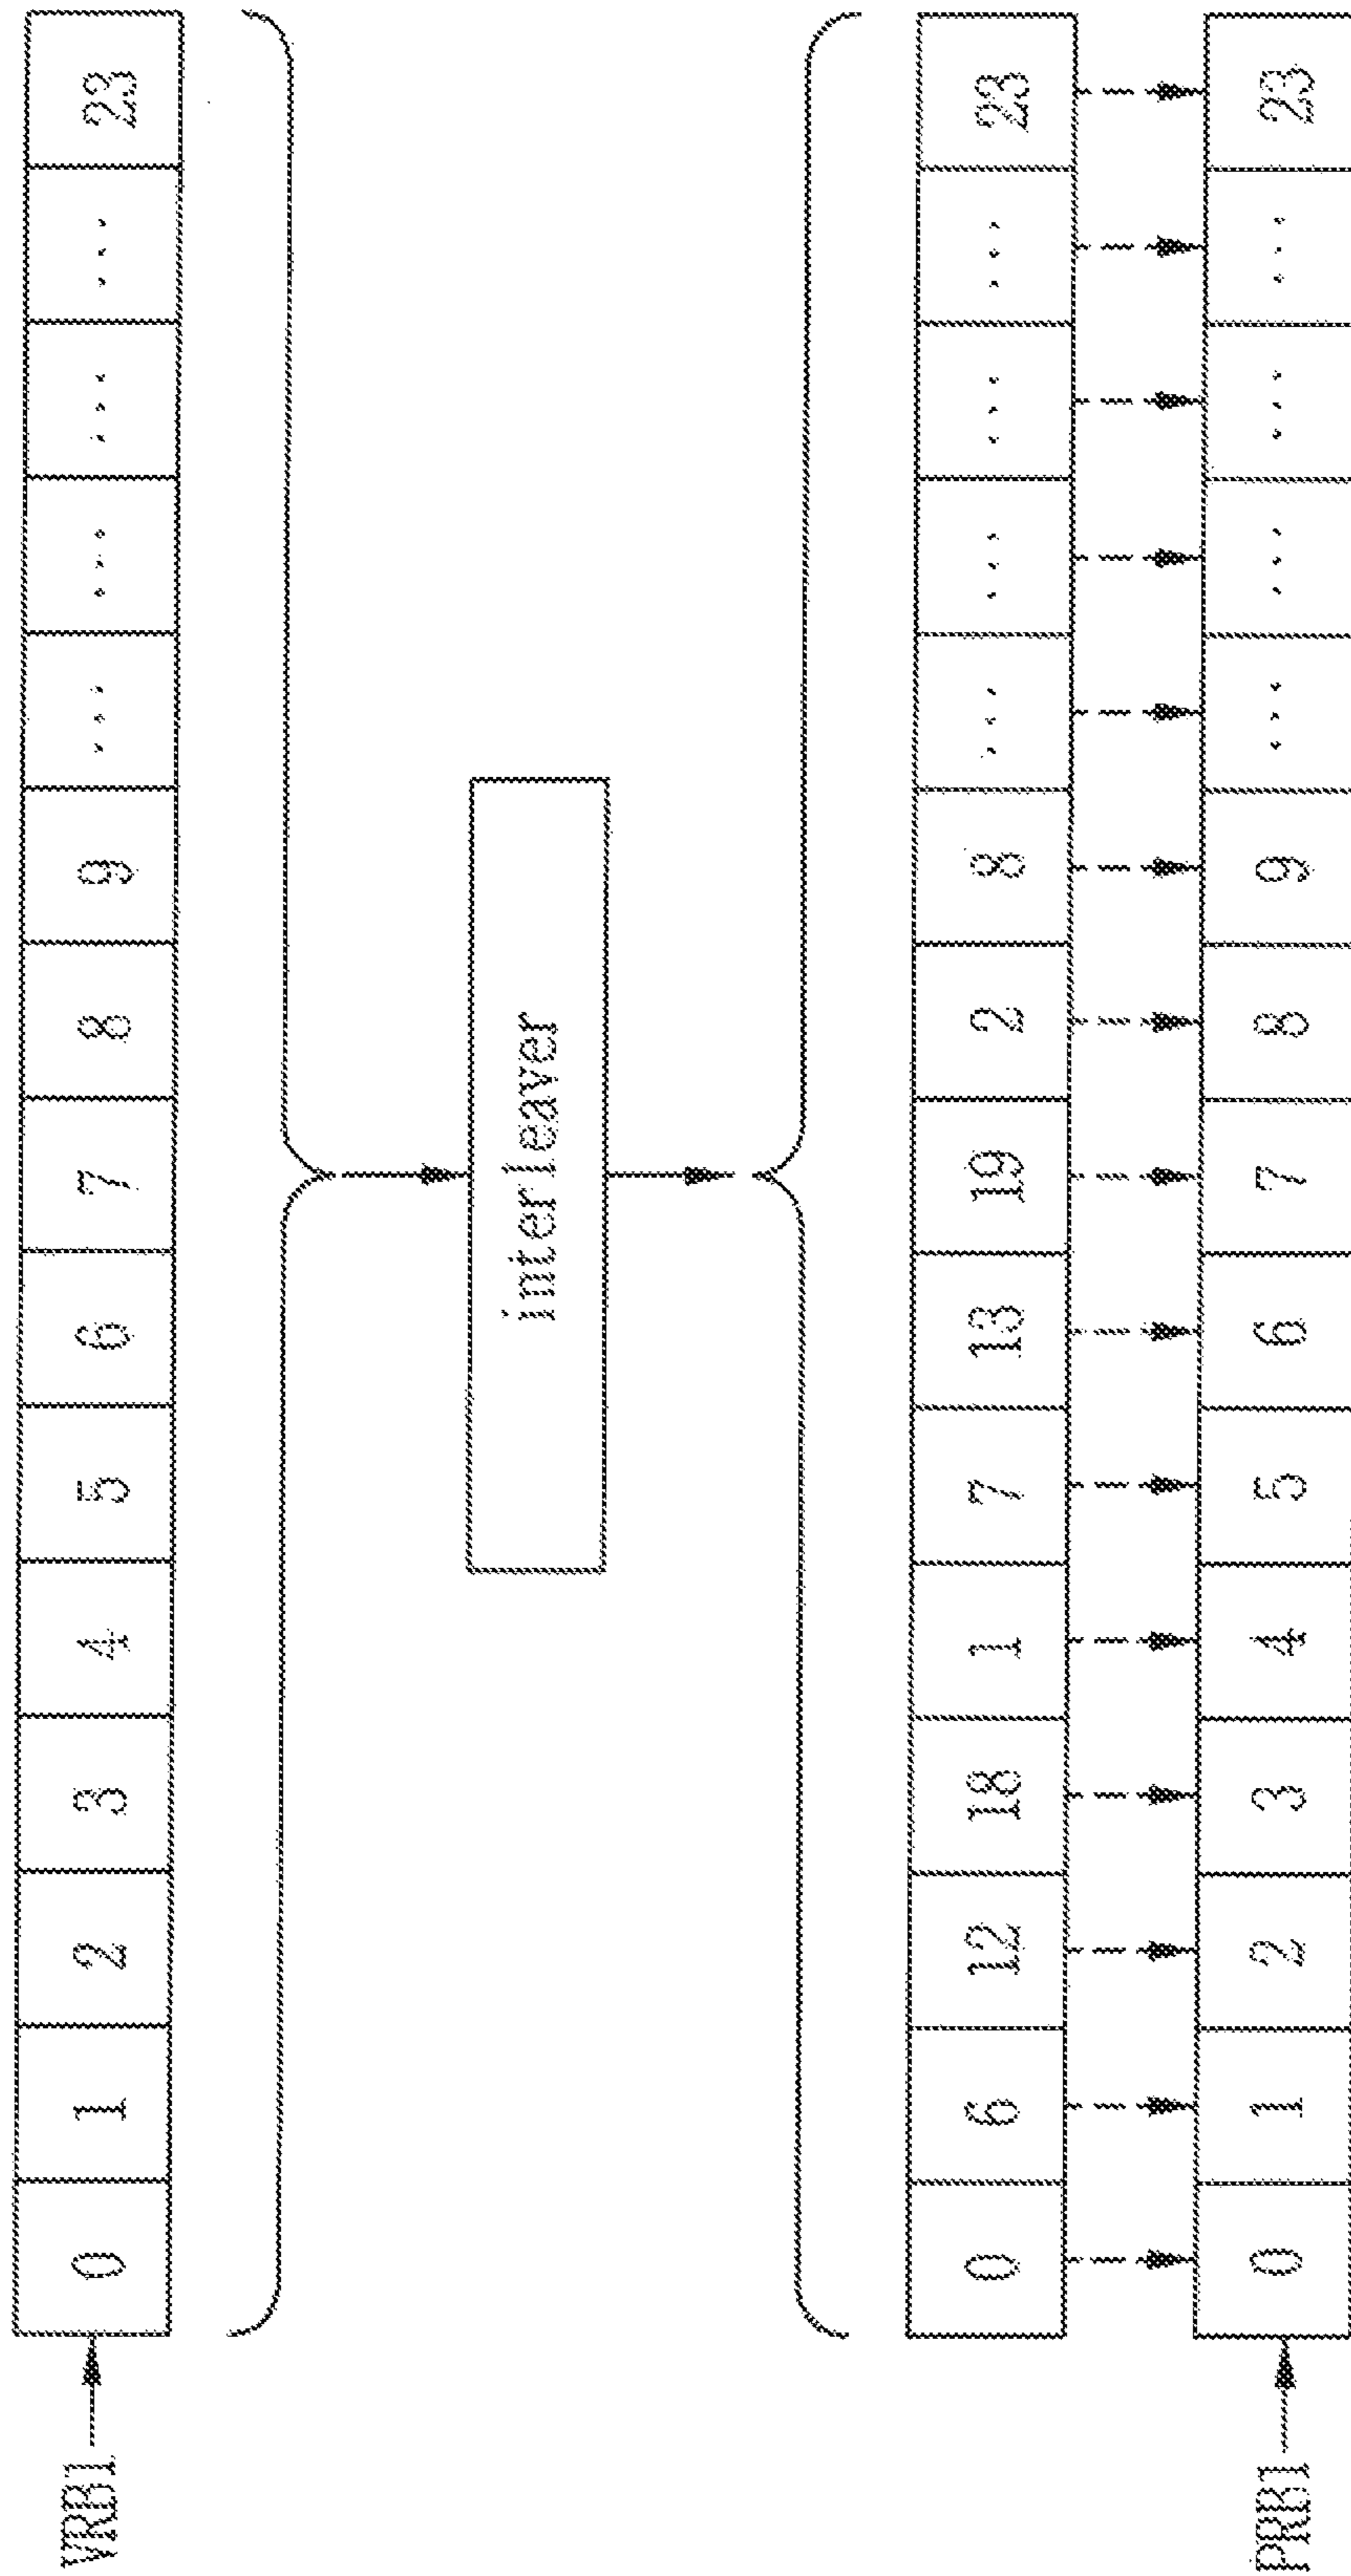 VRB1 0 1 2 3 4 5 6 7 8 9 ... ... ... ... 23
interleaver
0 6 12 18 1 7 13 19 2 8 ... ... ... ... 23
PRB1 0 1 2 3 4 5 6 7 8 9 ... ... ... ... 23